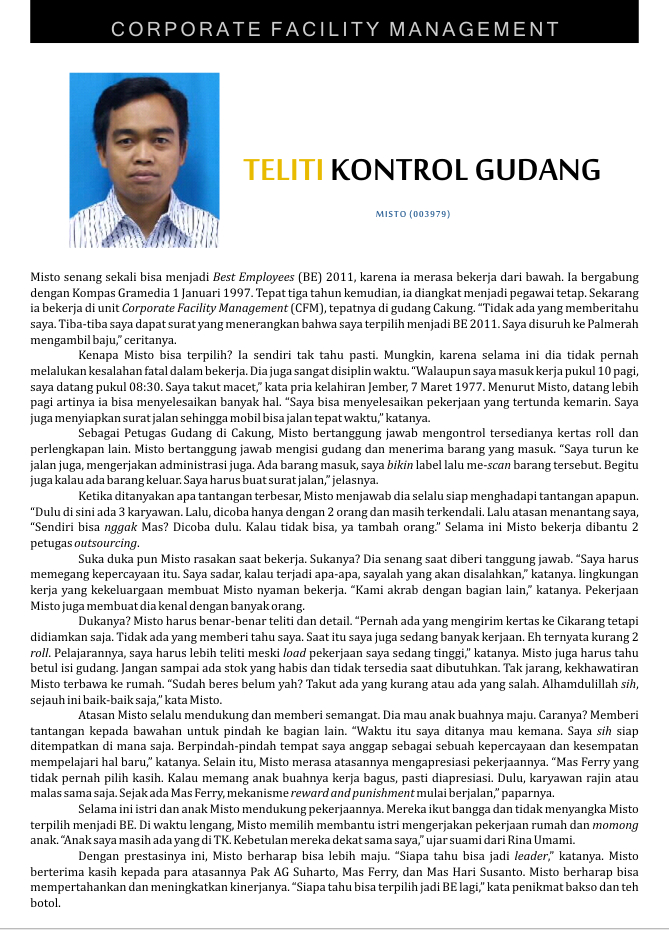 CORPORATE FACILITY MANAGEMENT
TELITI KONTROL GUDANG
MISTO (003979)
Misto senang sekali bisa menjadi Best Employees (BE) 2011, karena ia merasa bekerja dari bawah. Ia bergabung
dengan Kompas Gramedia 1 Januari 1997. Tepat tiga tahun kemudian, ia diangkat menjadi pegawai tetap. Sekarang
ia bekerja di unit Corporate Facility Management (CFM), tepatnya di gudang Cakung. “Tidak ada yang memberitahu
saya. Tiba-tiba saya dapat surat yang menerangkan bahwa saya terpilih menjadi BE 2011. Saya disuruh ke Palmerah
mengambil baju,” ceritanya.
Kenapa Misto bisa terpilih? Ia sendiri tak tahu pasti. Mungkin, karena selama ini dia tidak pernah
melalukan kesalahan fatal dalam bekerja. Dia juga sangat disiplin waktu. “Walaupun saya masuk kerja pukul 10 pagi,
saya datang pukul 08:30. Saya takut macet,” kata pria kelahiran Jember, 7 Maret 1977. Menurut Misto, datang lebih
pagi artinya ia bisa menyelesaikan banyak hal. “Saya bisa menyelesaikan pekerjaan yang tertunda kemarin. Saya
juga menyiapkan surat jalan sehingga mobil bisa jalan tepat waktu,” katanya.
Sebagai Petugas Gudang di Cakung, Misto bertanggung jawab mengontrol tersedianya kertas roll dan
perlengkapan lain. Misto bertanggung jawab mengisi gudang dan menerima barang yang masuk. “Saya turun ke
jalan juga, mengerjakan administrasi juga. Ada barang masuk, saya bikin label lalu me-scan barang tersebut. Begitu
juga kalau ada barang keluar. Saya harus buat surat jalan,” jelasnya.
Ketika ditanyakan apa tantangan terbesar, Misto menjawab dia selalu siap menghadapi tantangan apapun.
“Dulu di sini ada 3 karyawan. Lalu, dicoba hanya dengan 2 orang dan masih terkendali. Lalu atasan menantang saya,
“Sendiri bisa nggak Mas? Dicoba dulu. Kalau tidak bisa, ya tambah orang.” Selama ini Misto bekerja dibantu 2
petugas outsourcing.
Suka duka pun Misto rasakan saat bekerja. Sukanya? Dia senang saat diberi tanggung jawab. “Saya harus
memegang kepercayaan itu. Saya sadar, kalau terjadi apa-apa, sayalah yang akan disalahkan,” katanya. lingkungan
kerja yang kekeluargaan membuat Misto nyaman bekerja. “Kami akrab dengan bagian lain,” katanya. Pekerjaan
Misto juga membuat dia kenal dengan banyak orang.
Dukanya? Misto harus benar-benar teliti dan detail. “Pernah ada yang mengirim kertas ke Cikarang tetapi
didiamkan saja. Tidak ada yang memberi tahu saya. Saat itu saya juga sedang banyak kerjaan. Eh ternyata kurang 2
roll. Pelajarannya, saya harus lebih teliti meski load pekerjaan saya sedang tinggi,” katanya. Misto juga harus tahu
betul isi gudang. Jangan sampai ada stok yang habis dan tidak tersedia saat dibutuhkan. Tak jarang, kekhawatiran
Misto terbawa ke rumah. “Sudah beres belum yah? Takut ada yang kurang atau ada yang salah. Alhamdulillah sih,
sejauh ini baik-baik saja,” kata Misto.
Atasan Misto selalu mendukung dan memberi semangat. Dia mau anak buahnya maju. Caranya? Memberi
tantangan kepada bawahan untuk pindah ke bagian lain. “Waktu itu saya ditanya mau kemana. Saya sih siap
ditempatkan di mana saja. Berpindah-pindah tempat saya anggap sebagai sebuah kepercayaan dan kesempatan
mempelajari hal baru,” katanya. Selain itu, Misto merasa atasannya mengapresiasi pekerjaannya. “Mas Ferry yang
tidak pernah pilih kasih. Kalau memang anak buahnya kerja bagus, pasti diapresiasi. Dulu, karyawan rajin atau
malas sama saja. Sejak ada Mas Ferry, mekanisme reward and punishment mulai berjalan,” paparnya.
Selama ini istri dan anak Misto mendukung pekerjaannya. Mereka ikut bangga dan tidak menyangka Misto
terpilih menjadi BE. Di waktu lengang, Misto memilih membantu istri mengerjakan pekerjaan rumah dan momong
anak. “Anak saya masih ada yang di TK. Kebetulan mereka dekat sama saya,” ujar suami dari Rina Umami.
Dengan prestasinya ini, Misto berharap bisa lebih maju. “Siapa tahu bisa jadi leader,” katanya. Misto
berterima kasih kepada para atasannya Pak AG Suharto, Mas Ferry, dan Mas Hari Susanto. Misto berharap bisa
mempertahankan dan meningkatkan kinerjanya. “Siapa tahu bisa terpilih jadi BE lagi,” kata penikmat bakso dan teh
botol.